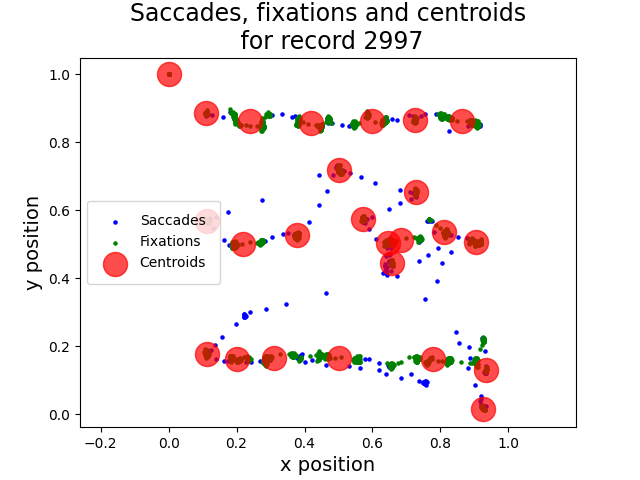 Saccades, fixations and centroids
for record 2997
1.0
0.8
0.6
0.4
0.2
0.0
y position
Saccades
Fixations
Centroids
−0.2
0.0
0.2
0.4
0.6
0.8
1.0
x position